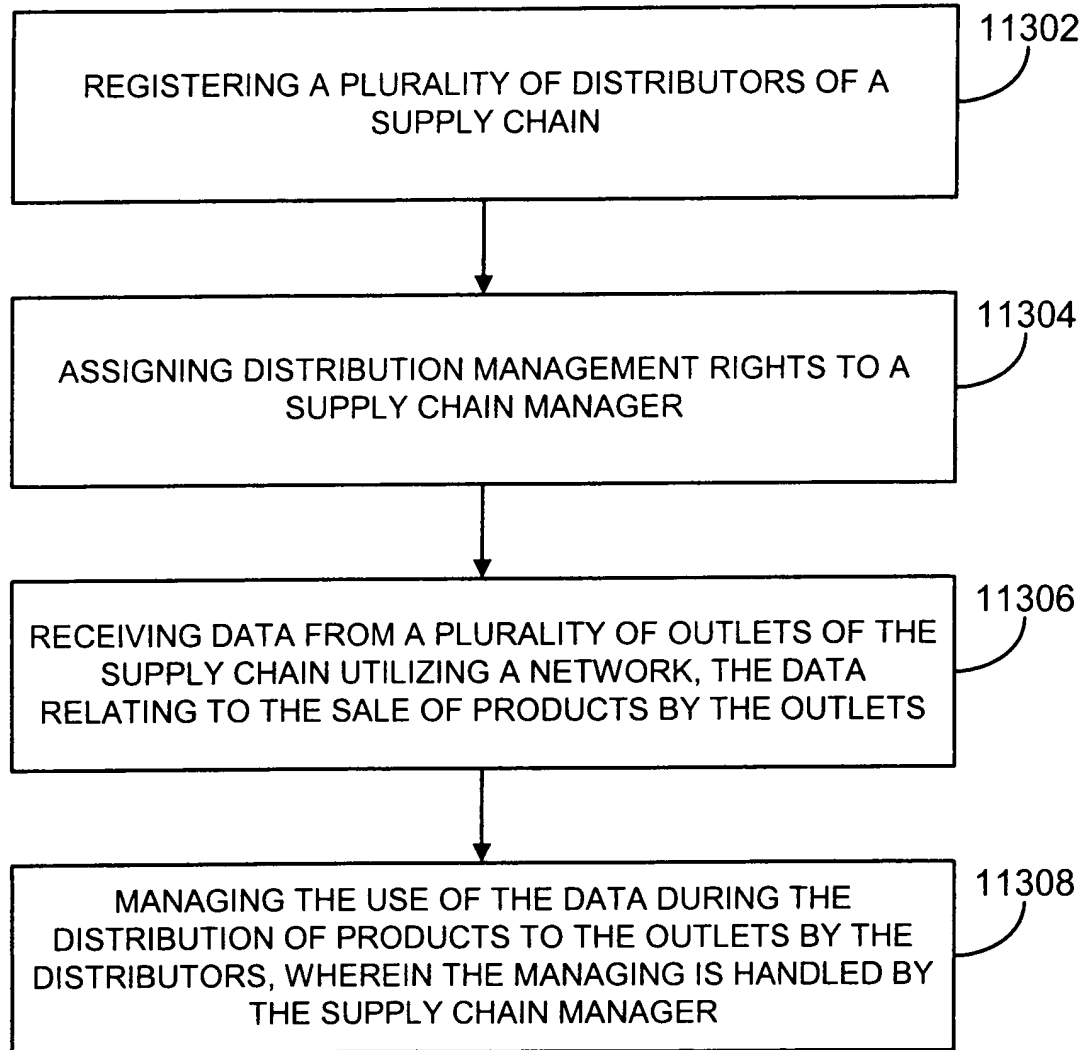 11302
REGISTERING A PLURALITY OF DISTRIBUTORS OF A
SUPPLY CHAIN
11304
ASSIGNING DISTRIBUTION MANAGEMENT RIGHTS TO A
SUPPLY CHAIN MANAGER
11306
RECEIVING DATA FROM A PLURALITY OF OUTLETS OF THE
SUPPLY CHAIN UTILIZING A NETWORK, THE DATA
RELATING TO THE SALE OF PRODUCTS BY THE OUTLETS
11308
MANAGING THE USE OF THE DATA DURING THE
DISTRIBUTION OF PRODUCTS TO THE OUTLETS BY THE
DISTRIBUTORS, WHEREIN THE MANAGING IS HANDLED BY
THE SUPPLY CHAIN MANAGER